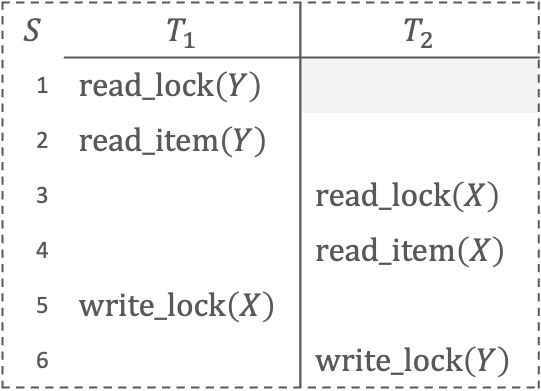 S T₁ T₂
1 read_lock(Y)
2 read_item(Y)
3 read_lock(X)
4 read_item(X)
5 write_lock(X)
6 write_lock(Y)